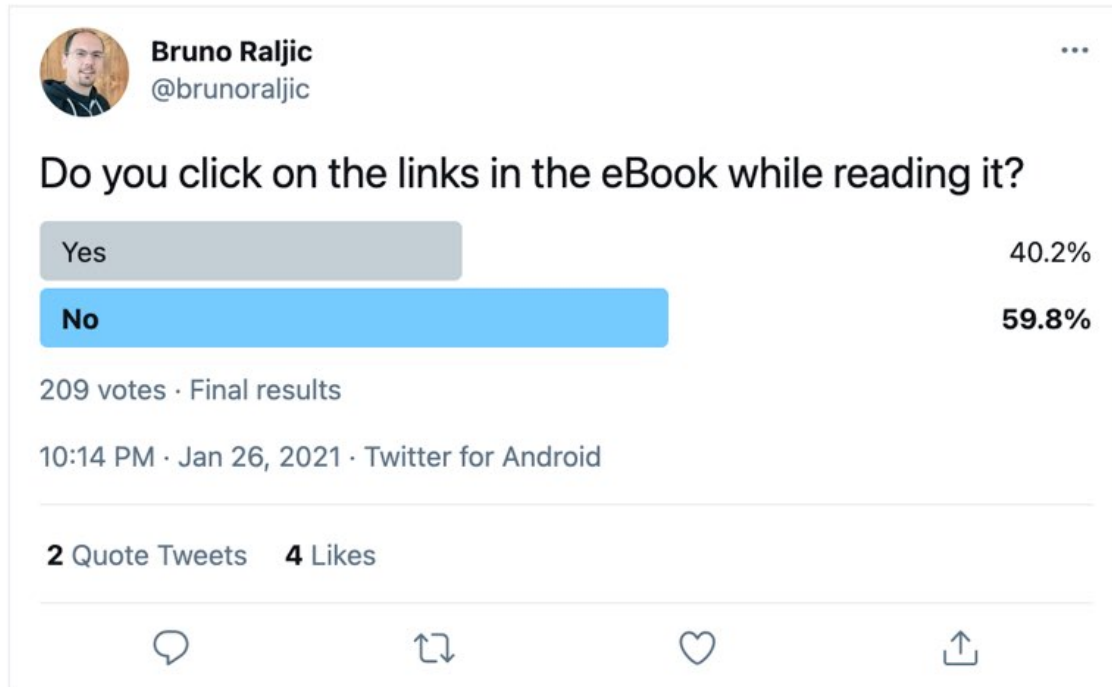 Bruno Raljic
@brunoraljic
Do you click on the links in the eBook while reading it?
Yes 40.2%
No 59.8%
209 votes · Final results
10:14 PM · Jan 26, 2021 · Twitter for Android
2 Quote Tweets 4 Likes